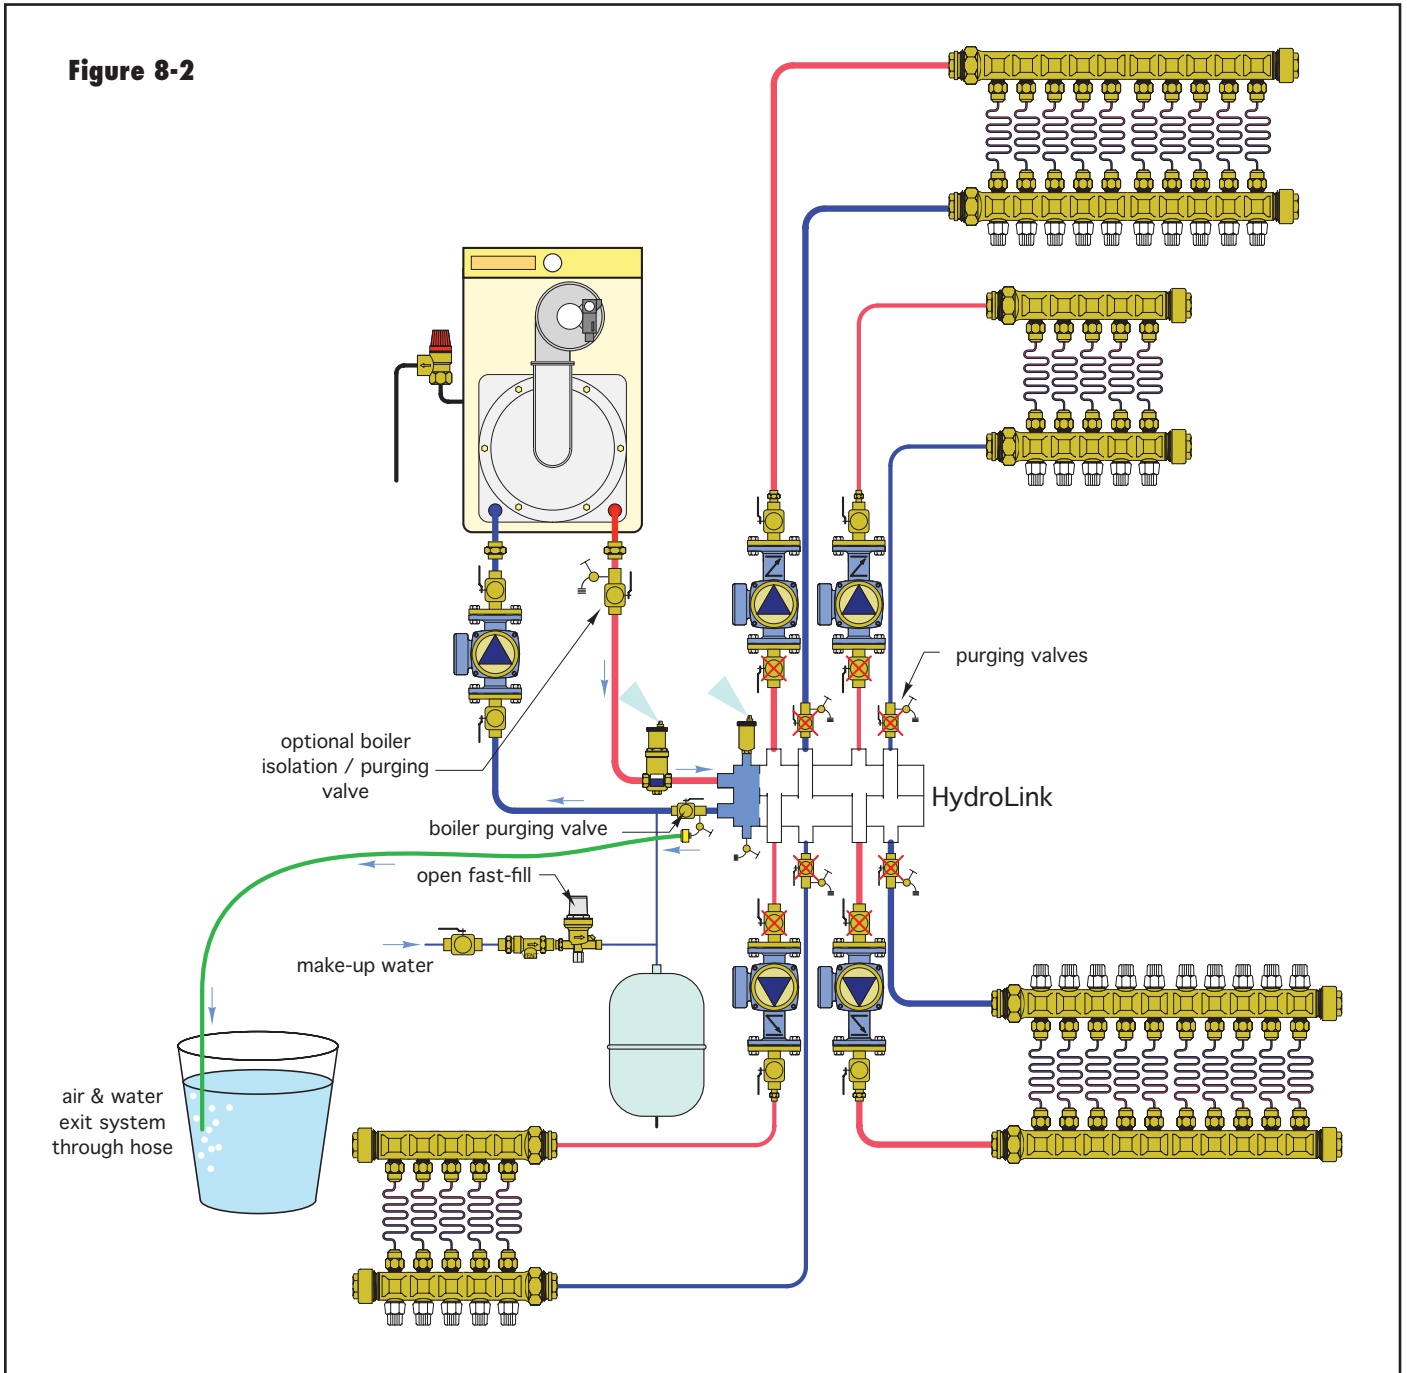 Figure 8-2
purging valves
optional boiler
isolation / purging
valve
HydroLink
boiler purging valve
open fast-fill
make-up water
air & water
exit system
through hose